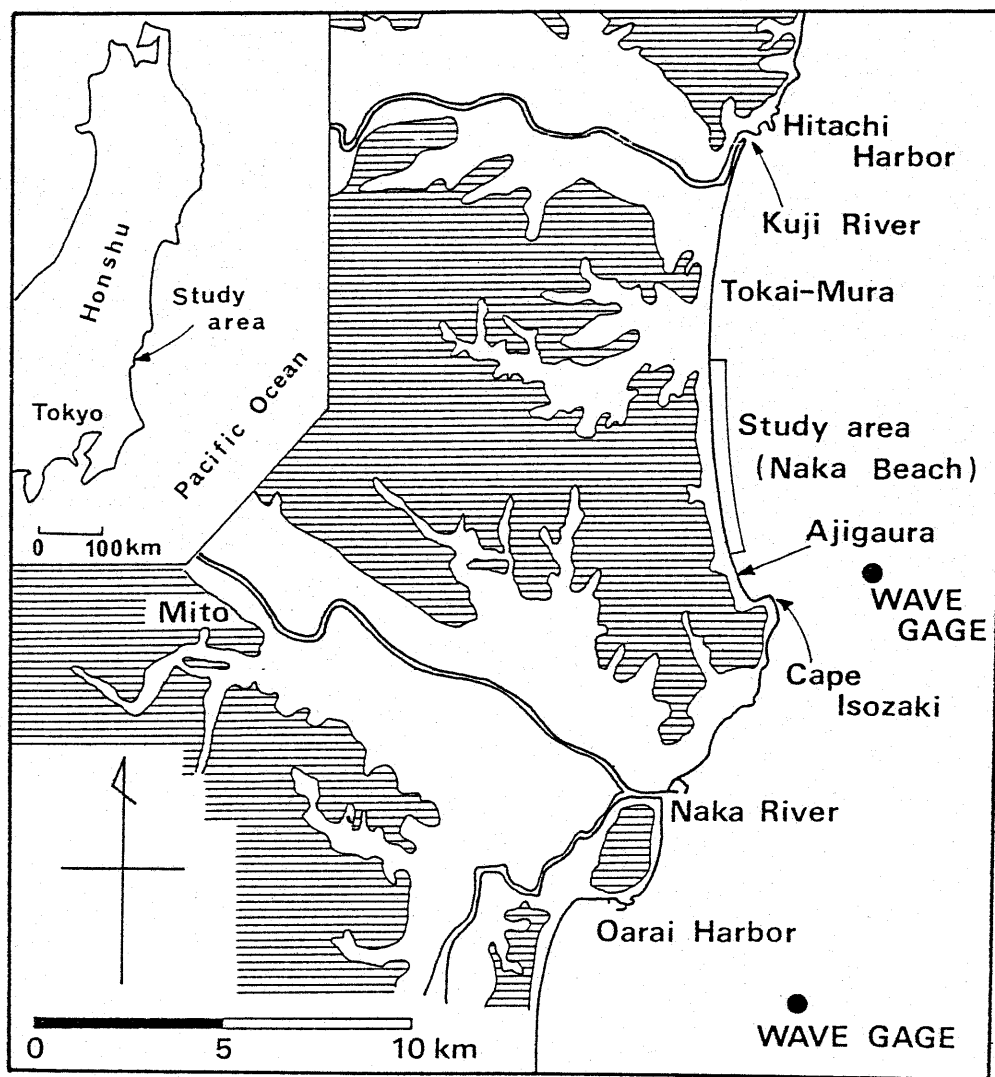 Honshu
Study
area
Tokyo
Pacific Ocean
0 100km
Hitachi
Harbor
Kuji River
Tokai-Mura
Study area
(Naka Beach)
Ajigaura
WAVE
GAGE
Cape
Isozaki
Mito
Naka River
Oarai Harbor
WAVE GAGE
0 5 10 km